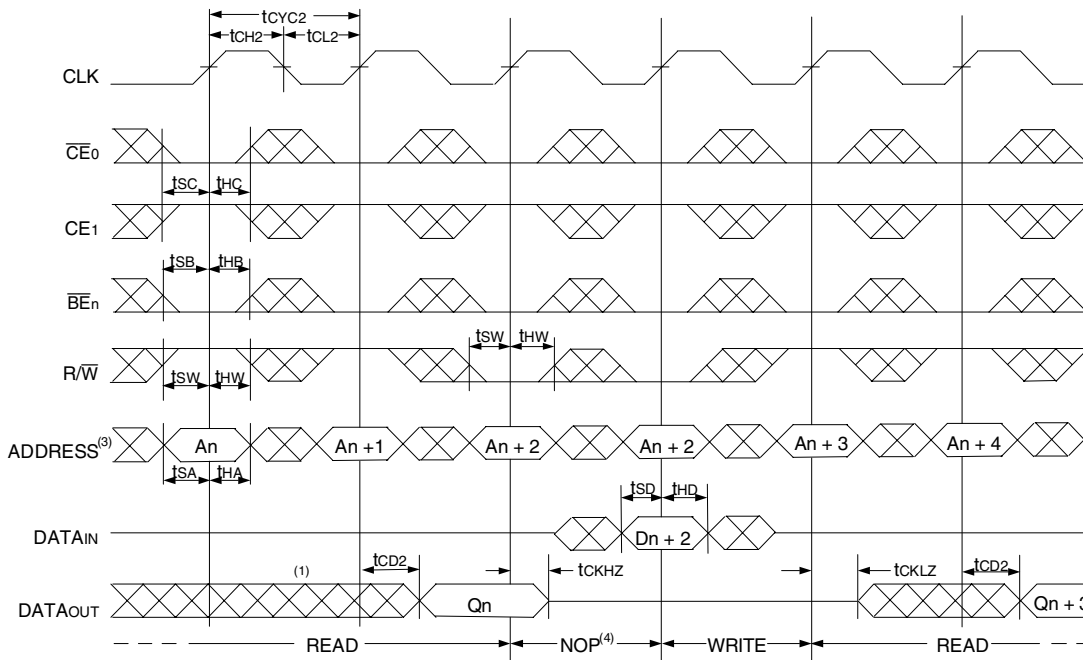 tCYC2
tCH2 tCL2
CLK
CE0
tSC tHC
CE1
tSB tHB
BEn
tSW tHW
R/W
tSW tHW
ADDRESS(3) An An +1 An + 2 An + 2 An + 3 An + 4
tSA tHA
tSD tHD
DATAIN Dn + 2
(1) tCD2 tCKHZ tCKLZ tCD2
DATAOUT Qn Qn + 3
READ NOP(4) WRITE READ